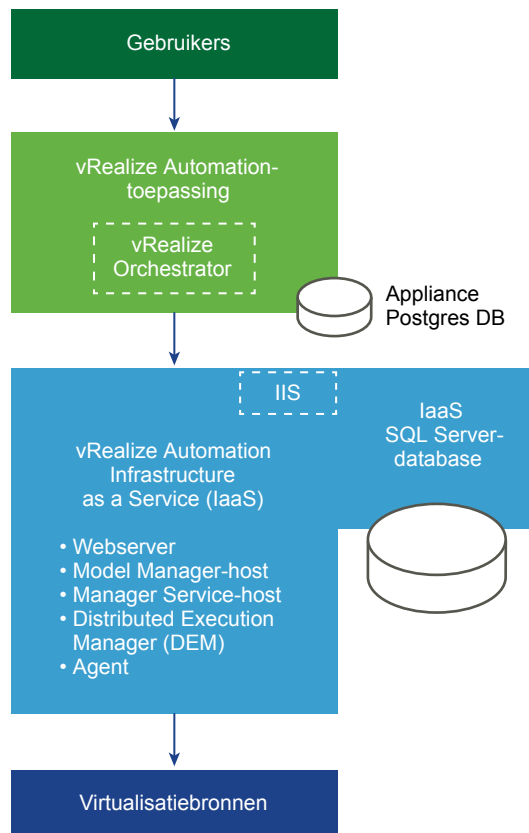 Gebruikers
vRealize Automation-
toepassing
vRealize
Orchestrator
Appliance
Postgres DB
IIS
IaaS
SQL Server-
database
vRealize Automation
Infrastructure
as a Service (IaaS)
• Webserver
• Model Manager-host
• Manager Service-host
• Distributed Execution
Manager (DEM)
• Agent
Virtualisatiebronnen